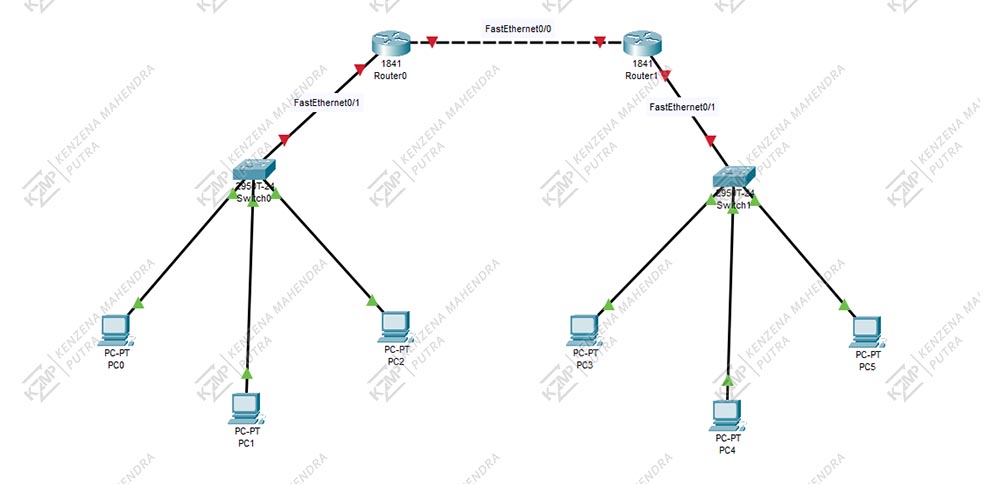 FastEthernet0/0
1841
Router0
1841
Router1
FastEthernet0/1
FastEthernet0/1
2950T-24
Switch0
2950T-24
Switch1
PC-PT
PC0
PC-PT
PC2
PC-PT
PC3
PC-PT
PC5
PC-PT
PC1
PC-PT
PC4
KZMP
KENZENA MAHENDRA
PUTRA